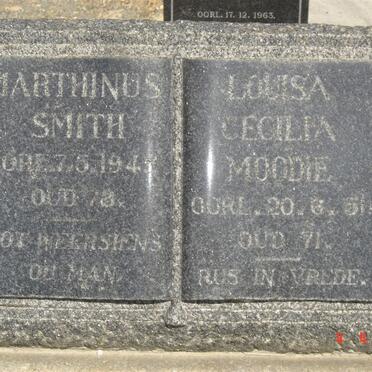 OORL. 17. 12. 1963.
MARTHINUS
SMITH
OORL. 7. 5. 194
OUD 78.
TOT WEERSIENS
OU MAN.
LOUISA
CECILIA
MOODIE
OORL. 20. 6. 51
OUD 71.
RUS IN VREDE.